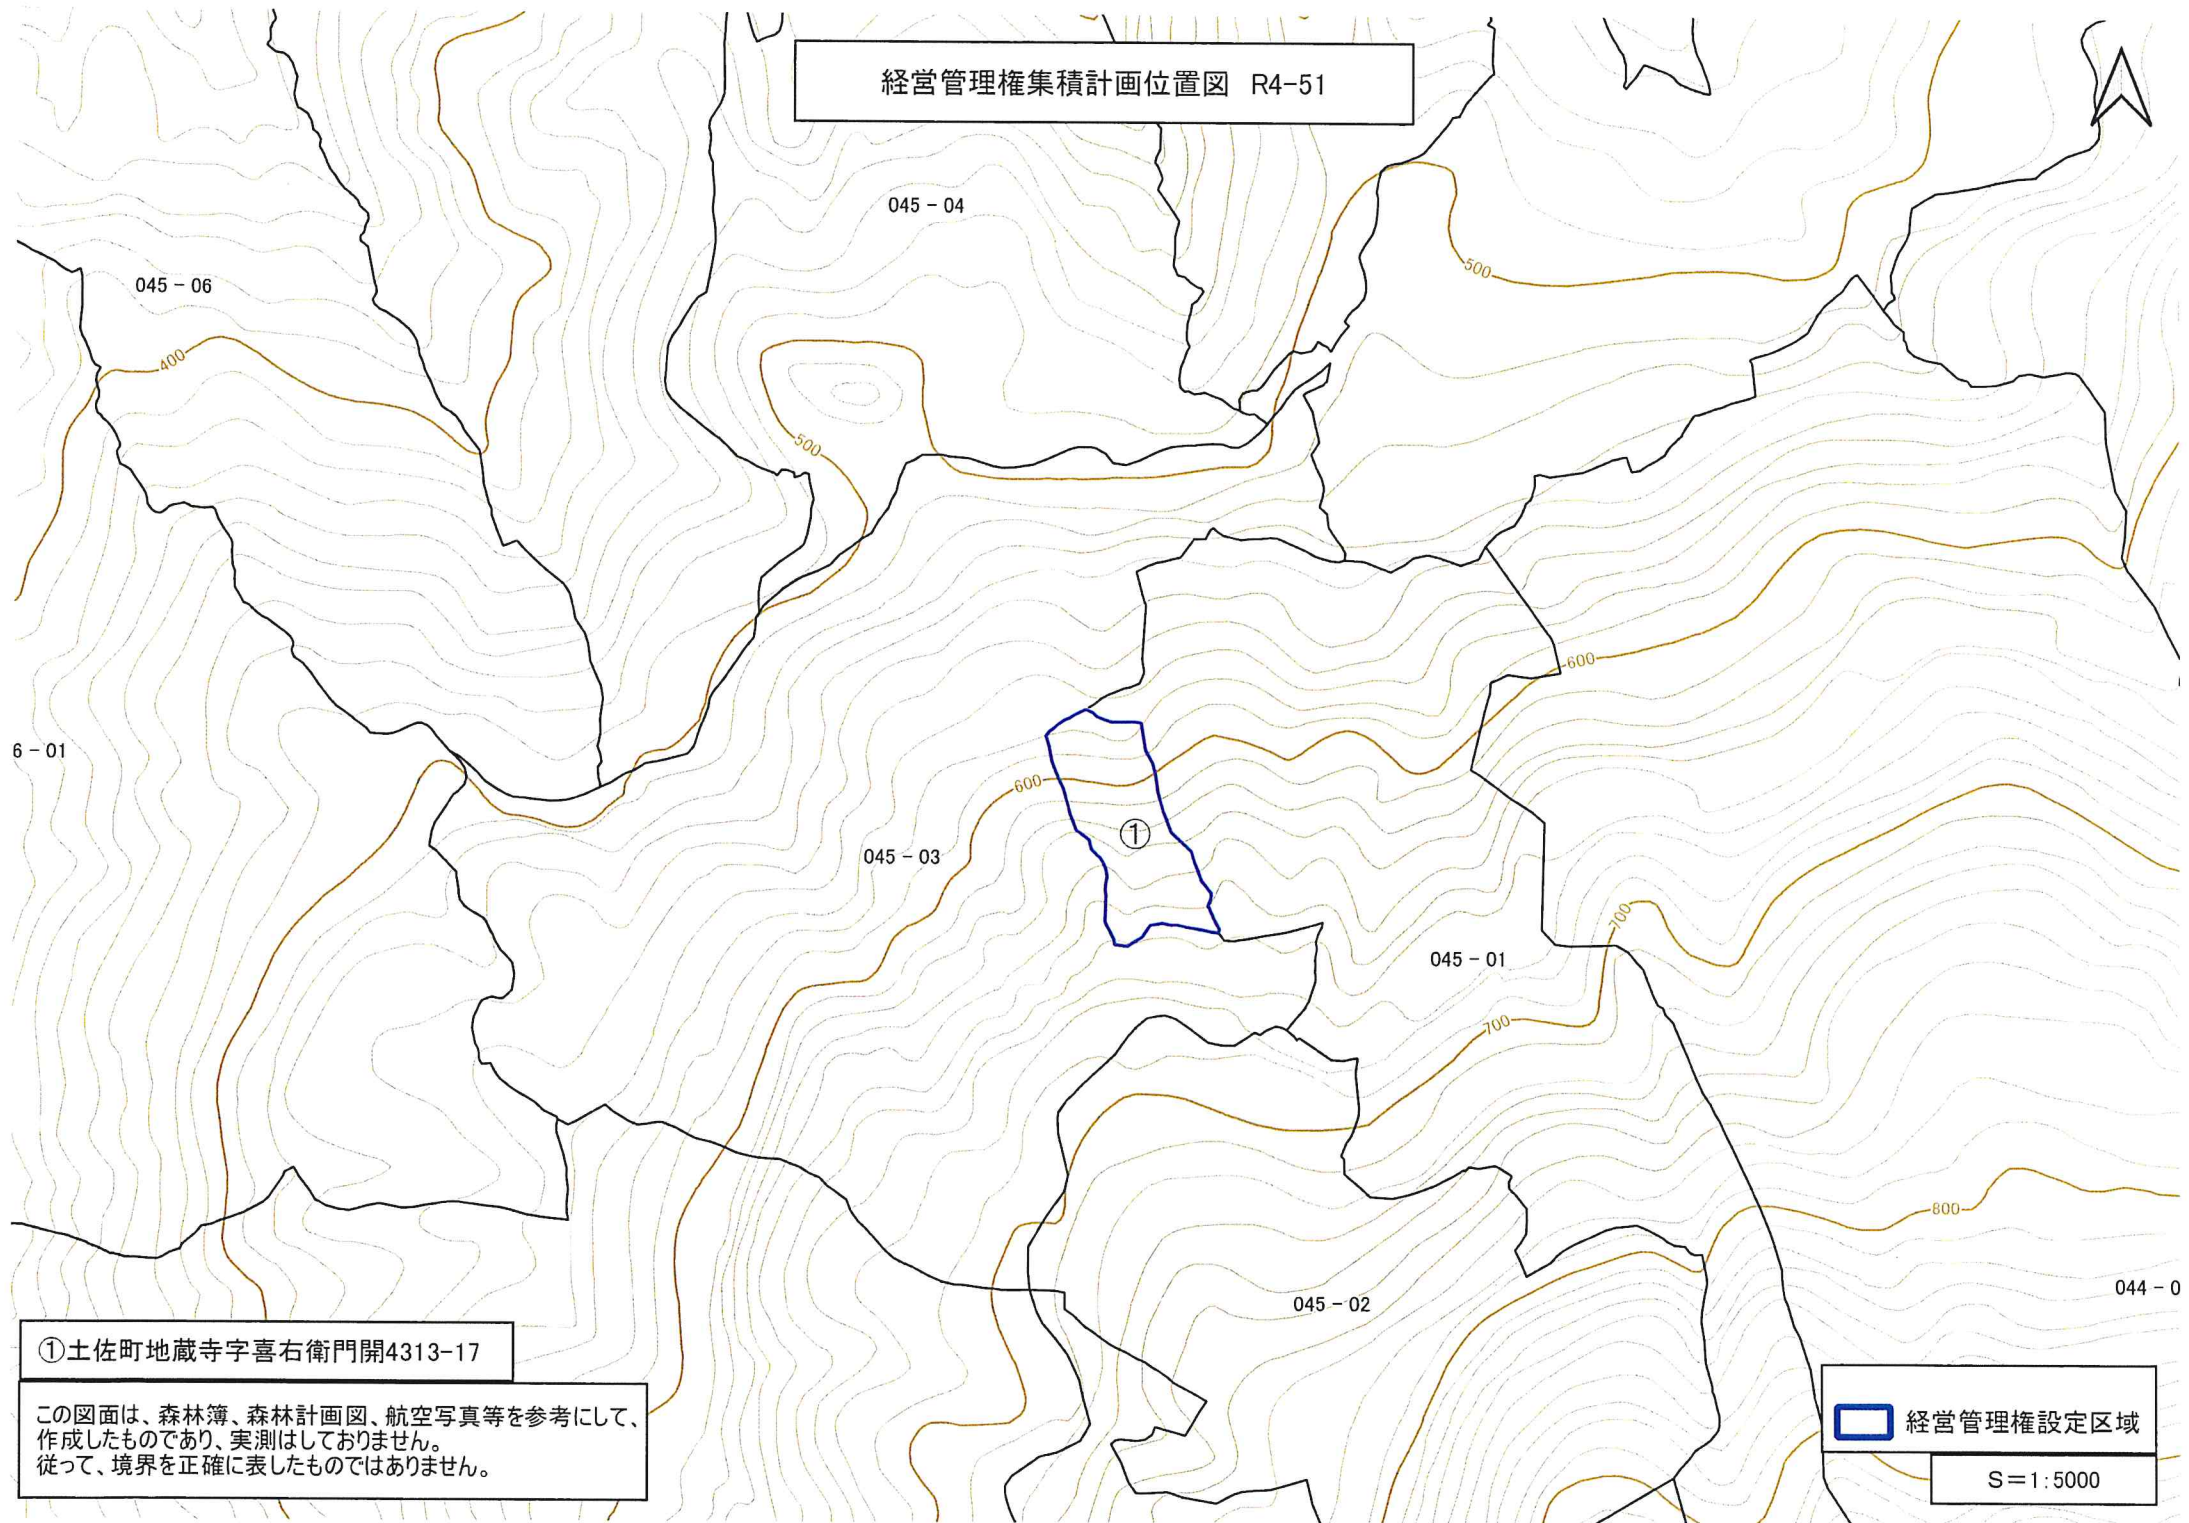 経営管理権集積計画位置図 R4-51
045-04
500
045-06
400
500
600
6-01
600
①
045-03
700
045-01
700
800
044-0
045-02
①土佐町地蔵寺字喜右衛門開4313-17
この図面は、森林簿、森林計画図、航空写真等を参考にして、
作成したものであり、実測はしておりません。
従って、境界を正確に表したものではありません。
経営管理権設定区域
S=1:5000